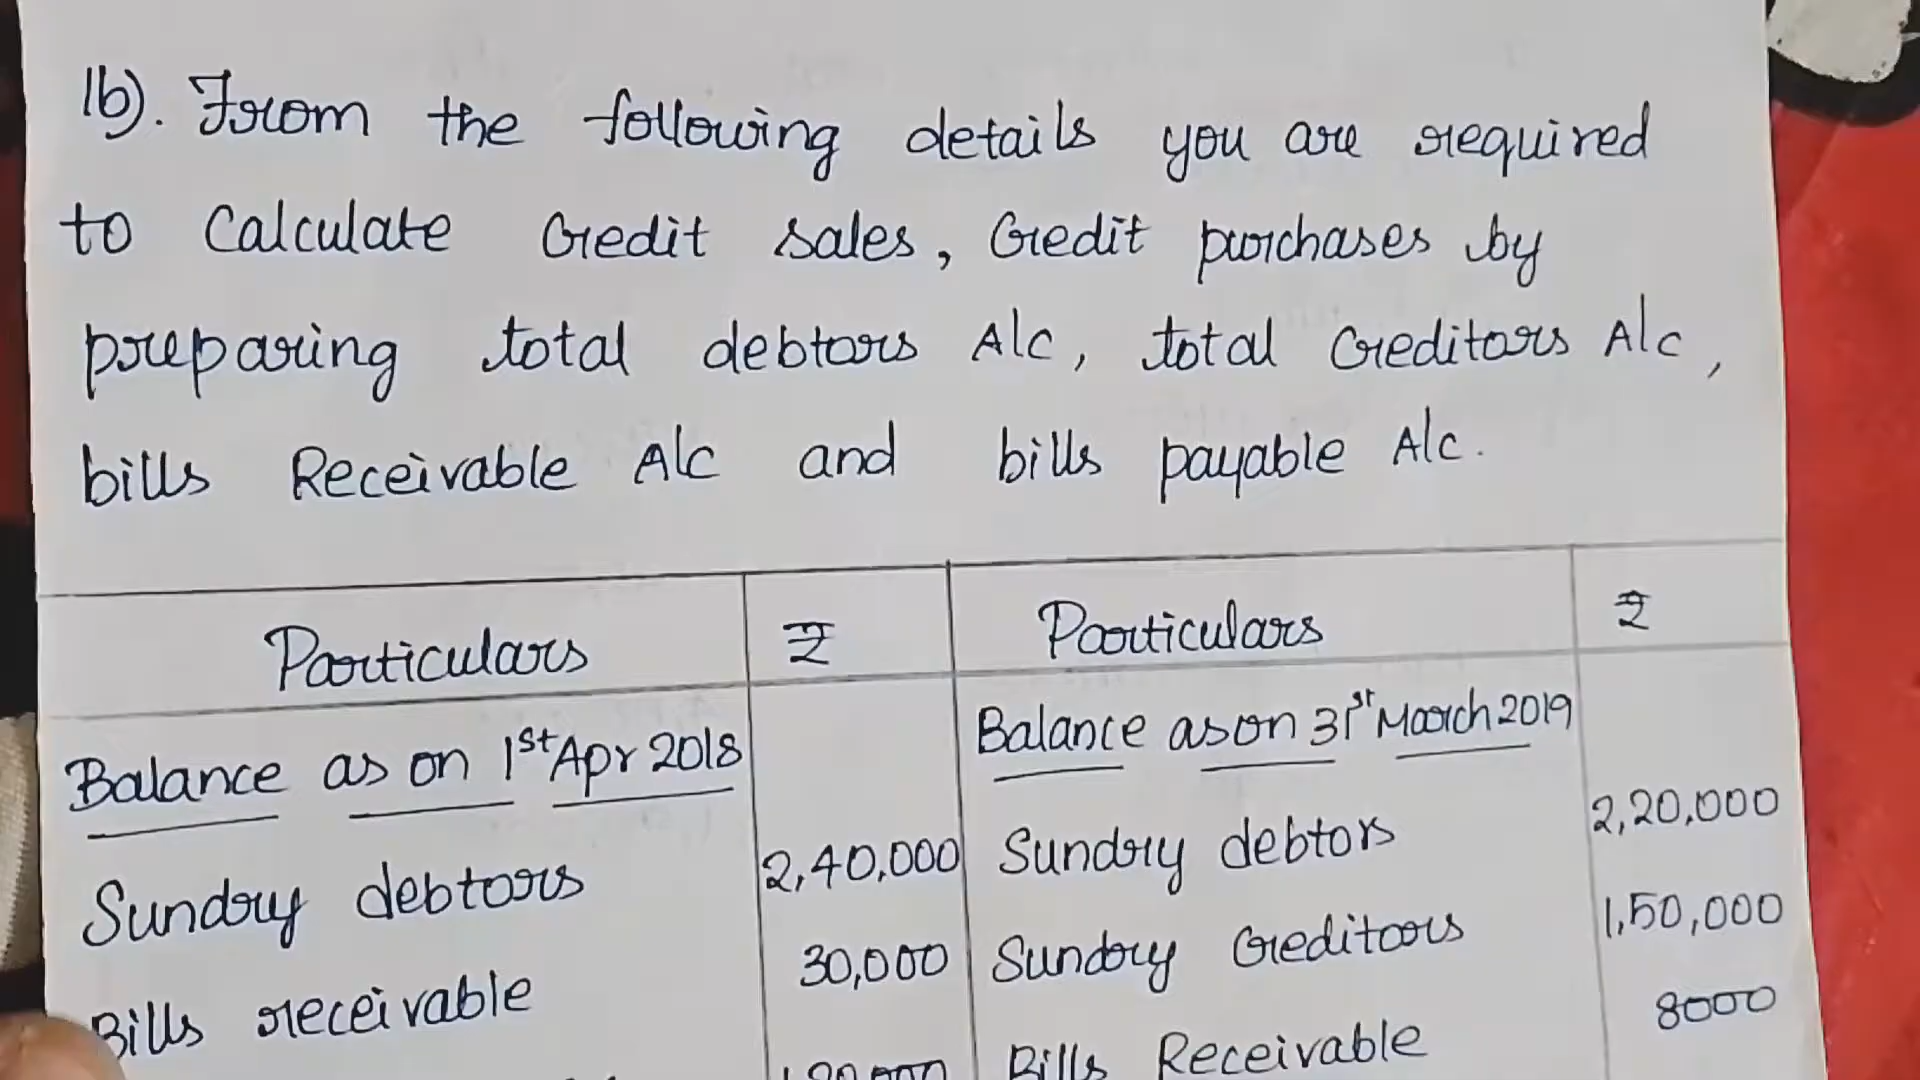 1b). From the following details you are required
to Calculate Credit sales, Credit purchases by
preparing total debtors A/c, total Creditors A/c,
bills Receivable A/c and bills payable A/c.
Particulars ₹ Particulars ₹
Balance as on 1st Apr 2018 Balance as on 31st March 2019
Sundry debtors 2,40,000 Sundry debtors 2,20,000
Bills receivable 30,000 Sundry Creditors 1,50,000
Bills Receivable 8000